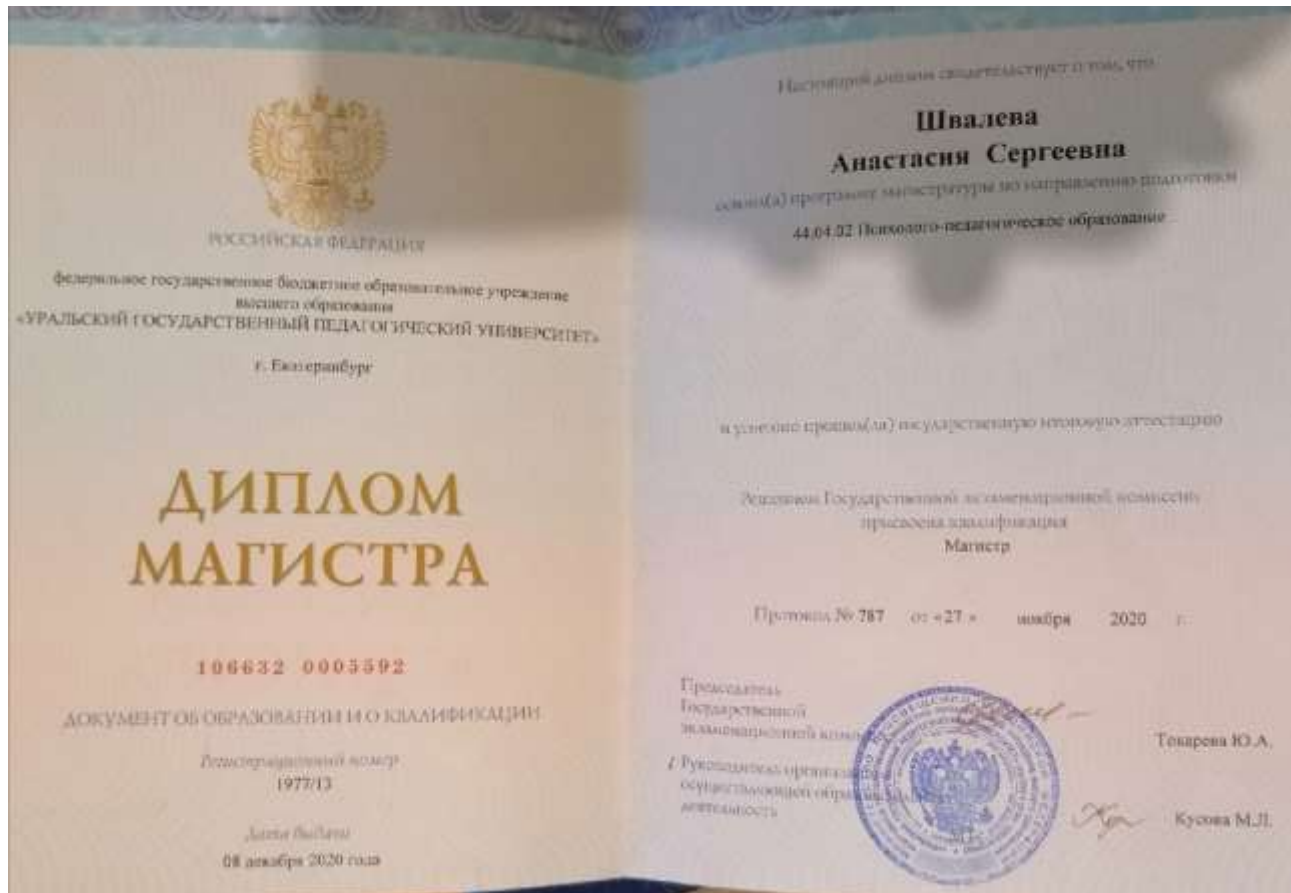 РОССИЙСКАЯ ФЕДЕРАЦИЯ
федеральное государственное бюджетное образовательное учреждение
высшего образования
«УРАЛЬСКИЙ ГОСУДАРСТВЕННЫЙ ПЕДАГОГИЧЕСКИЙ УНИВЕРСИТЕТ»
г. Екатеринбург
ДИПЛОМ
МАГИСТРА
106632 0005592
ДОКУМЕНТ ОБ ОБРАЗОВАНИИ И О КВАЛИФИКАЦИИ
Регистрационный номер
1977/13
Дата выдачи
08 декабря 2020 года
Настоящий диплом свидетельствует о том, что
Швалева
Анастасия Сергеевна
освоил(а) программу магистратуры по направлению подготовки
44.04.02 Психолого-педагогическое образование
и успешно прошел(ла) государственную итоговую аттестацию
Решением Государственной экзаменационной комиссии
присвоена квалификация
Магистр
Протокол № 787 от «27» ноября 2020 г.
Председатель
Государственной
экзаменационной
Токарева Ю.А.
Руководитель
осуществляющей
деятельность
Кусова М.Л.